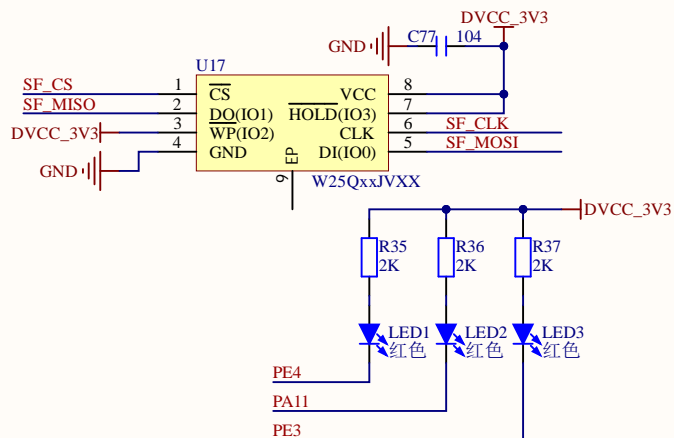 DVCC_3V3
C77 104
GND
U17
SF_CS 1 CS VCC 8
SF_MISO 2 DO(IO1) HOLD(IO3) 7
DVCC_3V3 3 WP(IO2) CLK 6 SF_CLK
4 GND DI(IO0) 5 SF_MOSI
GND
9 EP
W25QxxJVXX
DVCC_3V3
R35 R36 R37
2K 2K 2K
LED1 LED2 LED3
红色 红色 红色
PE4
PA11
PE3